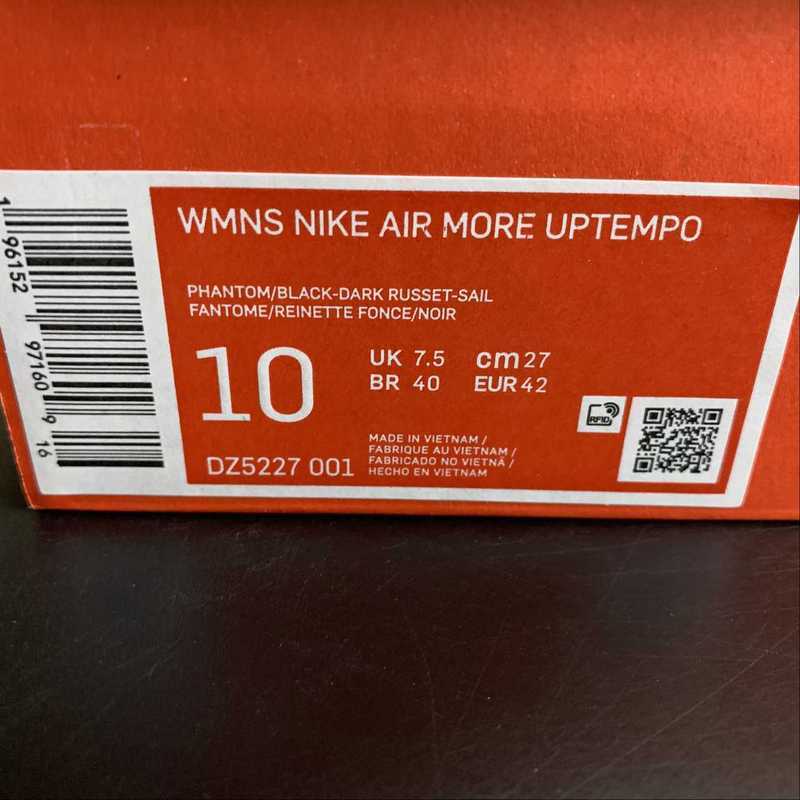 WMNS NIKE AIR MORE UPTEMPO
PHANTOM/BLACK-DARK RUSSET-SAIL
FANTOME/REINETTE FONCE/NOIR
10
UK 7.5 cm 27
BR 40 EUR 42
DZ5227 001
MADE IN VIETNAM /
FABRIQUE AU VIETNAM /
FABRICADO NO VIETNÃ /
HECHO EN VIETNAM
RFID
1 96152 97160 9 16